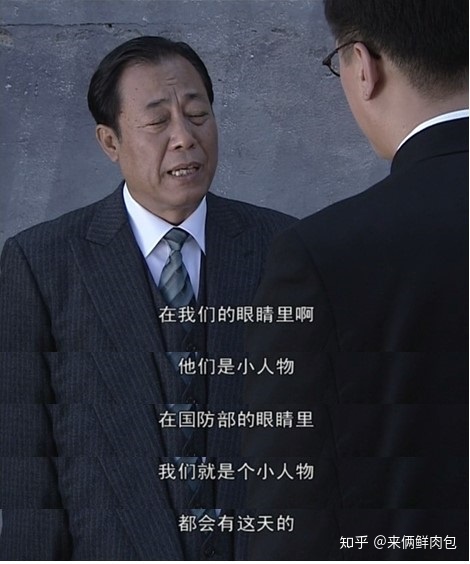 在我们的眼睛里啊
他们是小人物
在国防部的眼睛里
我们就是个小人物
都会有这天的
知乎 @来俩鲜肉包